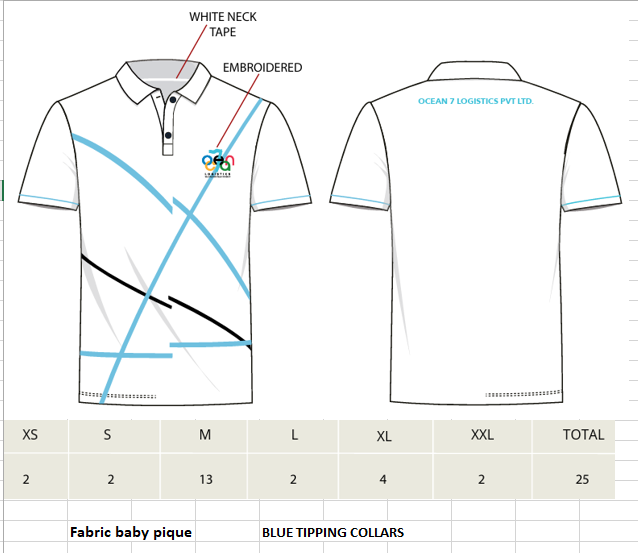 WHITE NECK
TAPE
EMBROIDERED
OCEAN 7 LOGISTICS PVT LTD.
LOGISTICS
XS S M L XL XXL TOTAL
2 2 13 2 4 2 25
Fabric baby pique BLUE TIPPING COLLARS